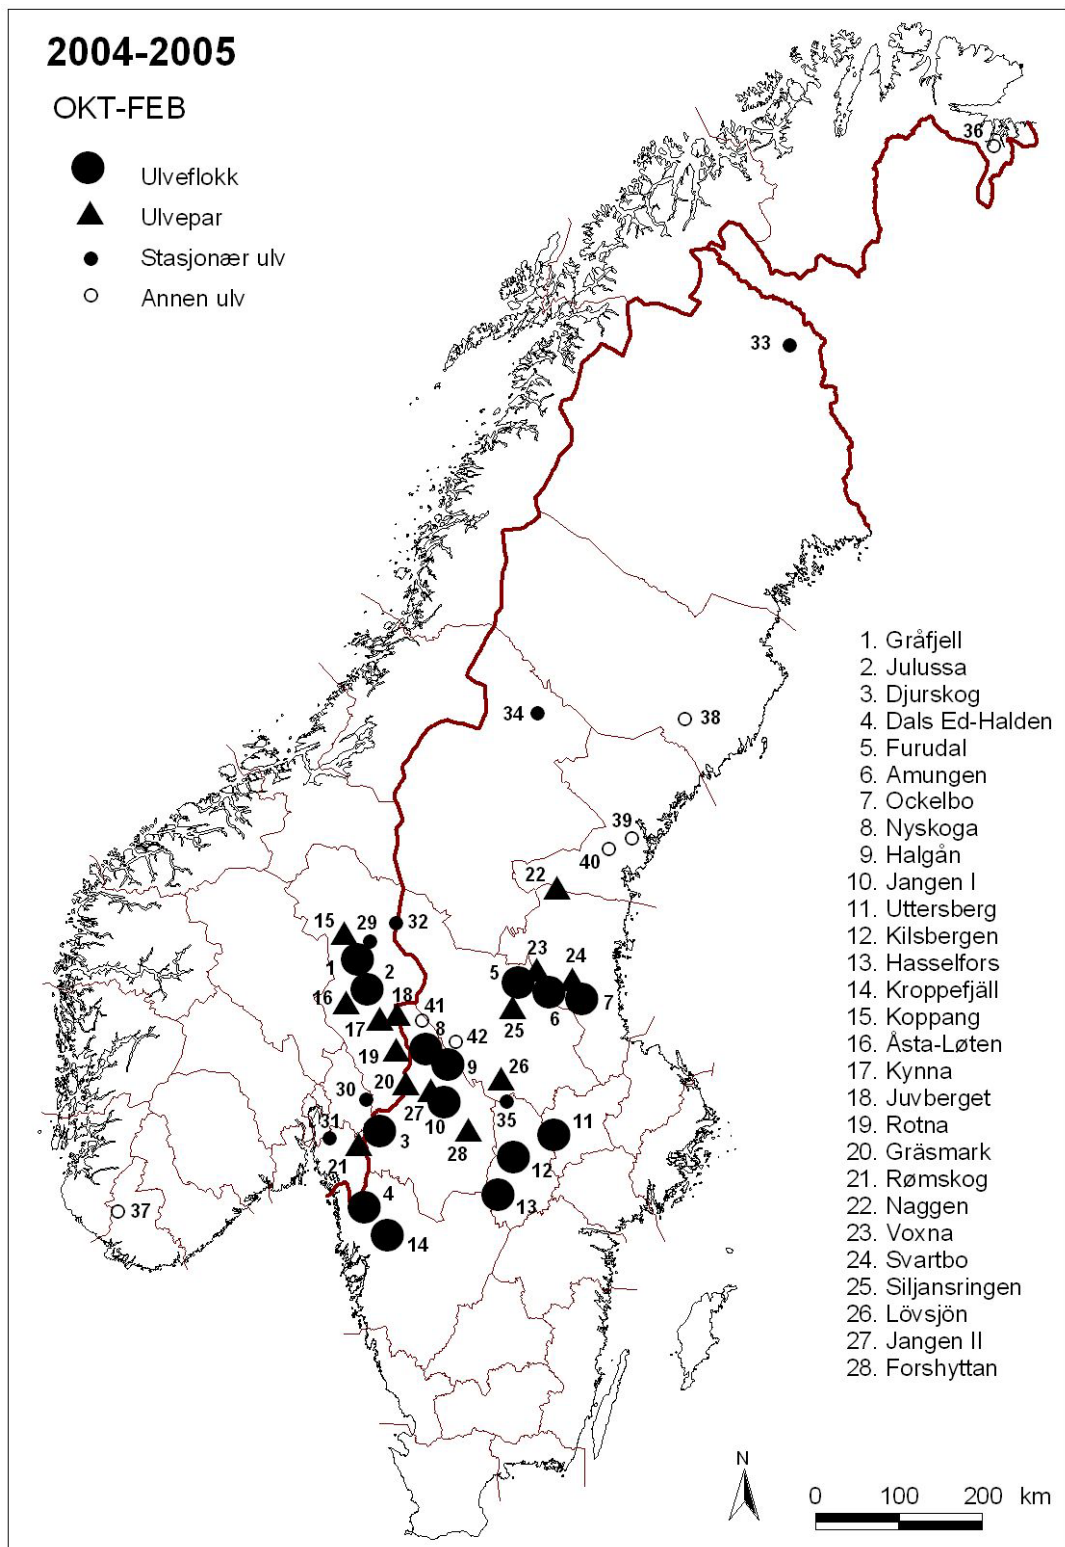 2004-2005
OKT-FEB
Ulveflokk
Ulvepar
Stasjonær ulv
Annen ulv
36
33
34
38
39
40
22
15
29
32
1
2
16
17
18
41
8
42
19
9
20
27
10
28
30
31
3
21
4
14
37
5
23
24
6
7
25
26
35
11
12
13
1. Gråfjell
2. Julussa
3. Djurskog
4. Dals Ed-Halden
5. Furudal
6. Amungen
7. Ockelbo
8. Nyskoga
9. Halgån
10. Jangen I
11. Uttersberg
12. Kilsbergen
13. Hasselfors
14. Kroppefjäll
15. Koppang
16. Åsta-Løten
17. Kynna
18. Juvberget
19. Rotna
20. Gräsmark
21. Rømskog
22. Naggen
23. Voxna
24. Svartbo
25. Siljansringen
26. Lövsjön
27. Jangen II
28. Forshyttan
N
0 100 200 km